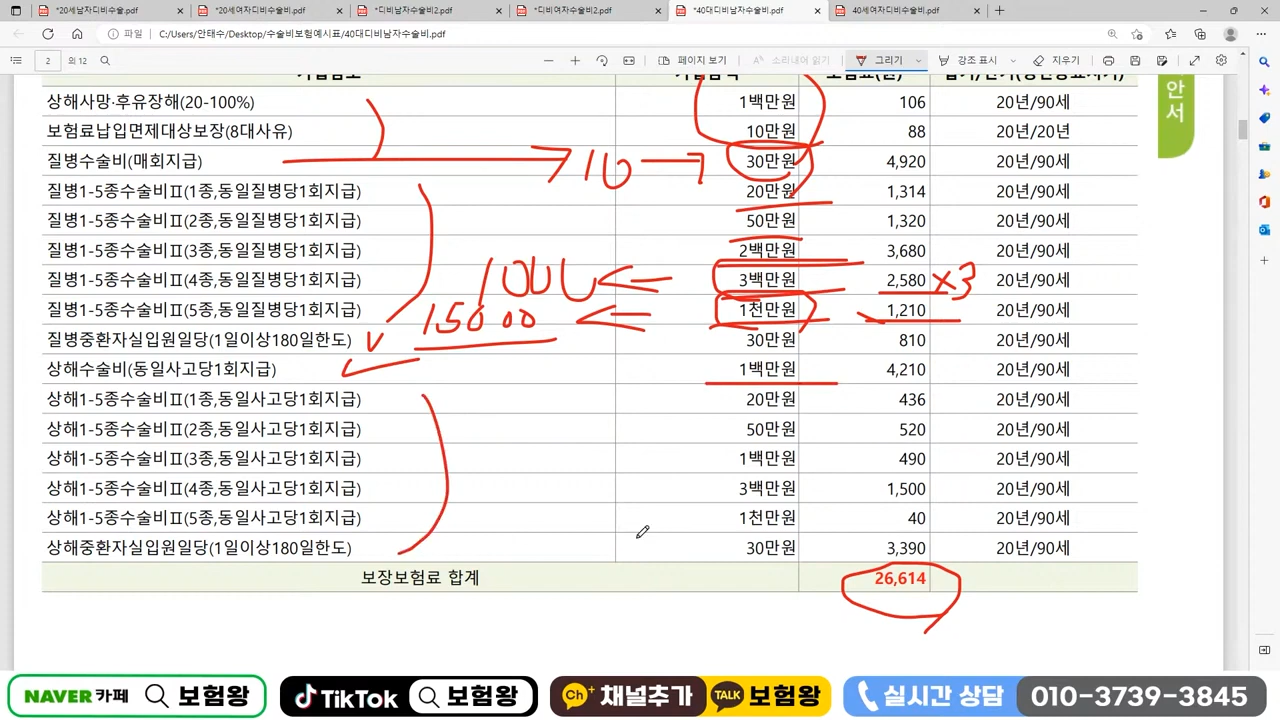 *20세남자디비수술.pdf
*20세여자디비수술비.pdf
*디비남자수술비2.pdf
*디비여자수술비2.pdf
*40대디비남자수술비.pdf
40세여자디비수술비.pdf
파일 C:/Users/안태수/Desktop/수술비보험예시표/40대디비남자수술비.pdf
2 의 12 페이지 보기 소리내어 읽기 그리기 강조 표시 지우기
안서
상해사망·후유장해(20-100%) 1백만원 106 20년/90세
보험료납입면제대상보장(8대사유) 10만원 88 20년/20년
질병수술비(매회지급) 10 30만원 4,920 20년/90세
질병1-5종수술비Ⅱ(1종,동일질병당1회지급) 20만원 1,314 20년/90세
질병1-5종수술비Ⅱ(2종,동일질병당1회지급) 50만원 1,320 20년/90세
질병1-5종수술비Ⅱ(3종,동일질병당1회지급) 2백만원 3,680 20년/90세
질병1-5종수술비Ⅱ(4종,동일질병당1회지급) 1000 3백만원 2,580 ×3 20년/90세
질병1-5종수술비Ⅱ(5종,동일질병당1회지급) 1천만원 1,210 20년/90세
질병중환자실입원일당(1일이상180일한도) 30만원 810 20년/90세
상해수술비(동일사고당1회지급) 1백만원 4,210 20년/90세
상해1-5종수술비Ⅱ(1종,동일사고당1회지급) 20만원 436 20년/90세
상해1-5종수술비Ⅱ(2종,동일사고당1회지급) 50만원 520 20년/90세
상해1-5종수술비Ⅱ(3종,동일사고당1회지급) 1백만원 490 20년/90세
상해1-5종수술비Ⅱ(4종,동일사고당1회지급) 3백만원 1,500 20년/90세
상해1-5종수술비Ⅱ(5종,동일사고당1회지급) 1천만원 40 20년/90세
상해중환자실입원일당(1일이상180일한도) 30만원 3,390 20년/90세
보장보험료 합계 26,614
NAVER 카페 보험왕 TikTok 보험왕 Ch+ 채널추가 TALK 보험왕 실시간 상담 010-3739-3845